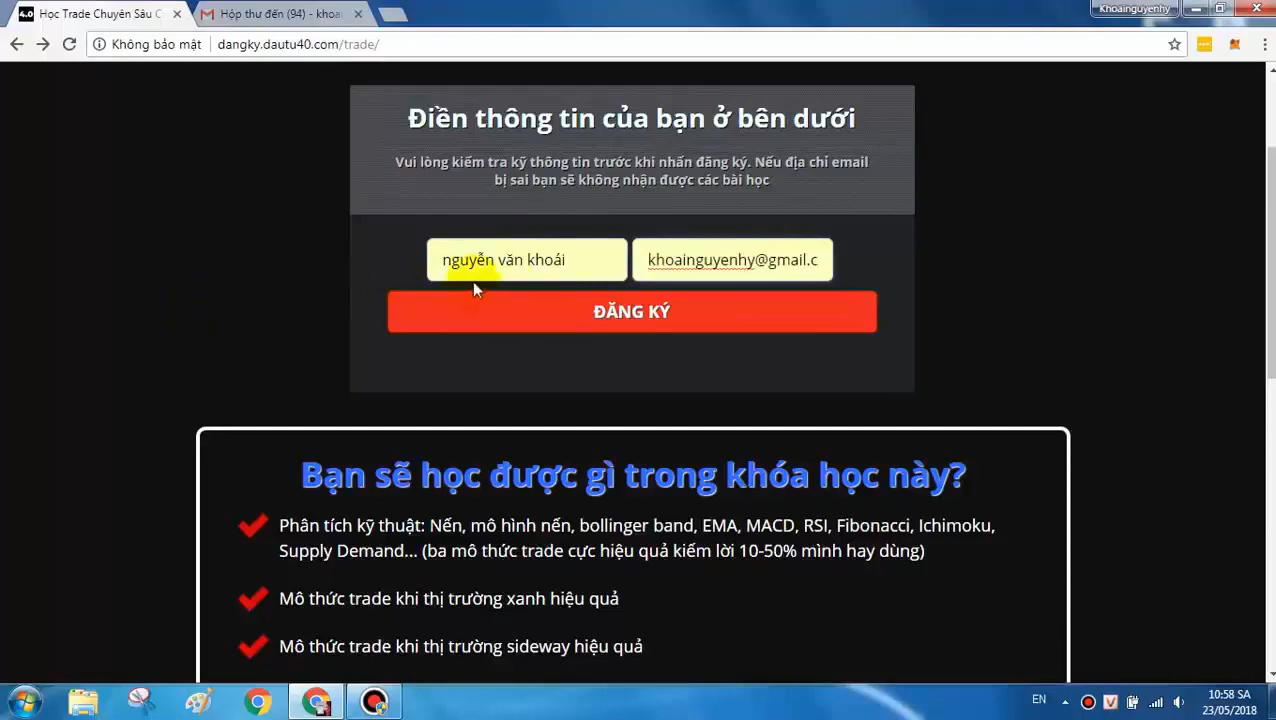 4.0 Học Trade Chuyên Sâu C
Hộp thư đến (94) - khoai
Khoainguyenhy
Không bảo mật
dangky.dautu40.com/trade/
Điền thông tin của bạn ở bên dưới
Vui lòng kiểm tra kỹ thông tin trước khi nhấn đăng ký. Nếu địa chỉ email
bị sai bạn sẽ không nhận được các bài học
nguyễn văn khoái
khoainguyenhy@gmail.c
ĐĂNG KÝ
Bạn sẽ học được gì trong khóa học này?
Phân tích kỹ thuật: Nến, mô hình nến, bollinger band, EMA, MACD, RSI, Fibonacci, Ichimoku,
Supply Demand... (ba mô thức trade cực hiệu quả kiếm lời 10-50% mình hay dùng)
Mô thức trade khi thị trường xanh hiệu quả
Mô thức trade khi thị trường sideway hiệu quả
EN
V
10:58 SA
23/05/2018